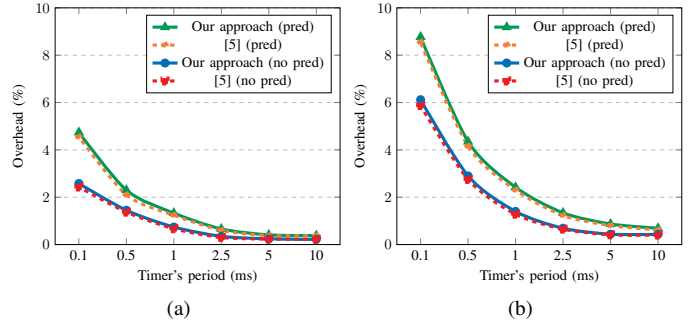 10
8
6
4
2
0
Overhead (%)
Our approach (pred)
[5] (pred)
Our approach (no pred)
[5] (no pred)
0.1 0.5 1 2.5 5 10
Timer's period (ms)
(a)
10
8
6
4
2
0
Overhead (%)
Our approach (pred)
[5] (pred)
Our approach (no pred)
[5] (no pred)
0.1 0.5 1 2.5 5 10
Timer's period (ms)
(b)